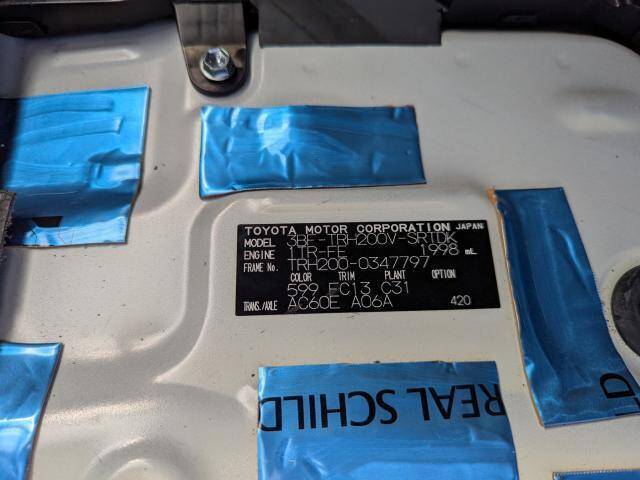 TOYOTA MOTOR CORPORATION JAPAN
MODEL 3BF-TRH200V-SRTDK
ENGINE 1TR-FE 1998 mL
FRAME No. TRH200-0347797
COLOR TRIM PLANT OPTION
599 FC13 C31
TRANS./AXLE AC60E A06A 420
REAL SCHILD
D